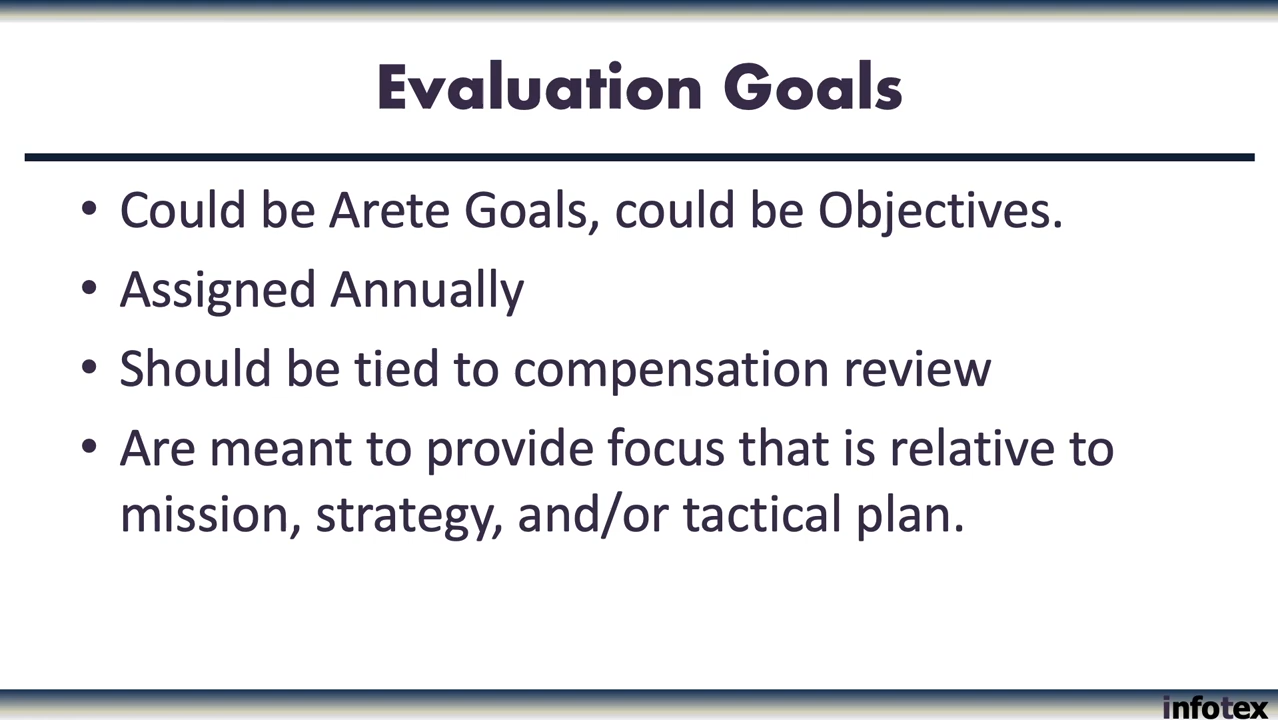 Evaluation Goals
• Could be Arete Goals, could be Objectives.
• Assigned Annually
• Should be tied to compensation review
• Are meant to provide focus that is relative to
mission, strategy, and/or tactical plan.
infotex